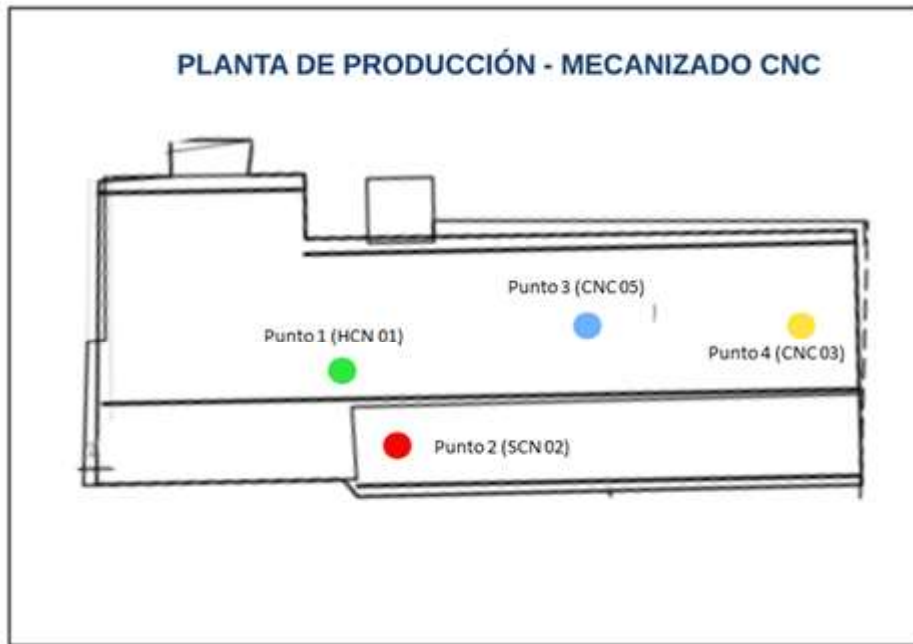 PLANTA DE PRODUCCIÓN - MECANIZADO CNC
Punto 3 (CNC 05)
Punto 1 (HCN 01)
Punto 4 (CNC 03)
Punto 2 (SCN 02)